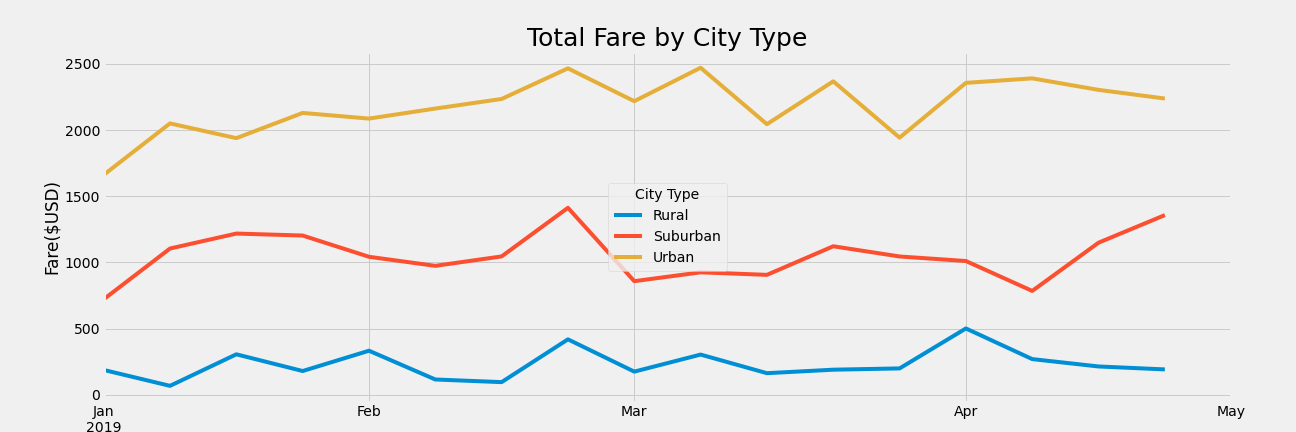 Total Fare by City Type
Fare($USD)
2500
2000
1500
1000
500
0
City Type
Rural
Suburban
Urban
Jan Feb Mar Apr May
2019